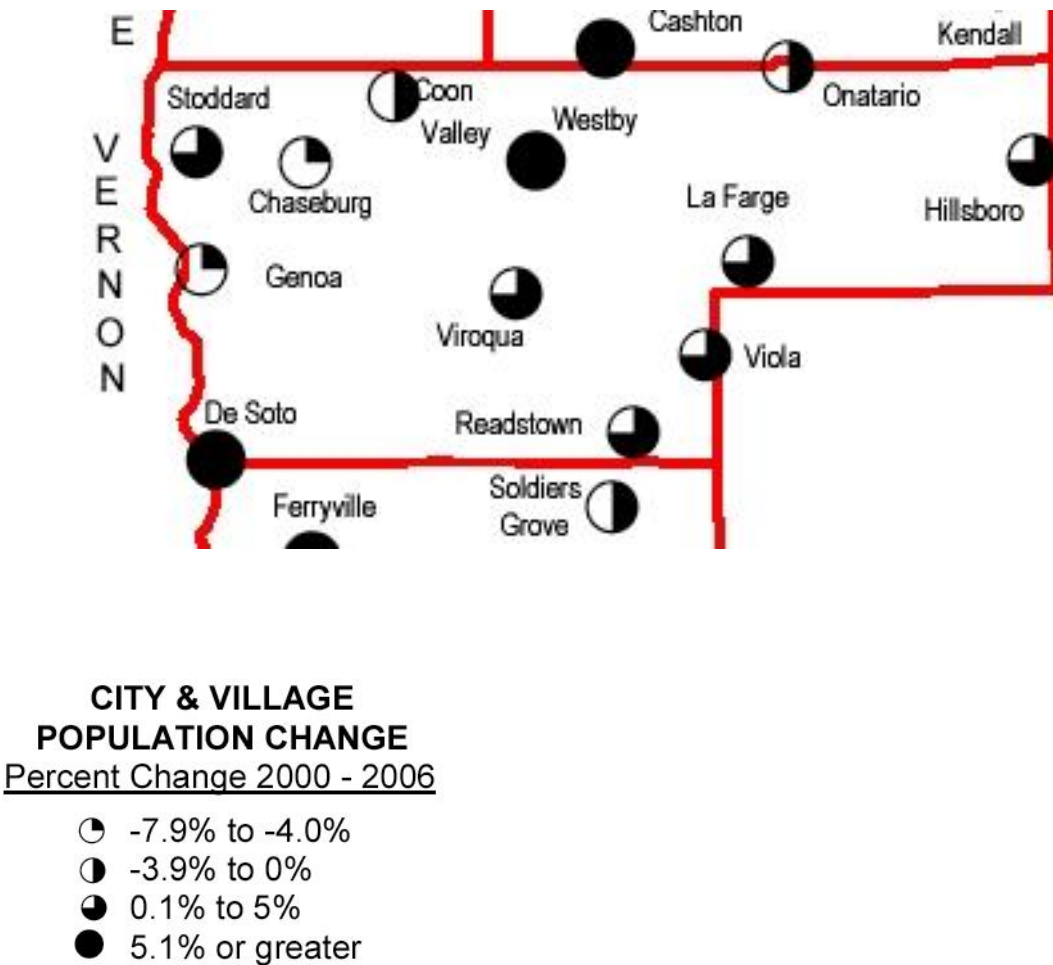 E
Cashton
Kendall
Stoddard
Coon
Valley
Onatario
Westby
VERNON
Chaseburg
La Farge
Hillsboro
Genoa
Viroqua
Viola
De Soto
Readstown
Soldiers
Grove
Ferryville
CITY & VILLAGE
POPULATION CHANGE
Percent Change 2000 - 2006
-7.9% to -4.0%
-3.9% to 0%
0.1% to 5%
5.1% or greater